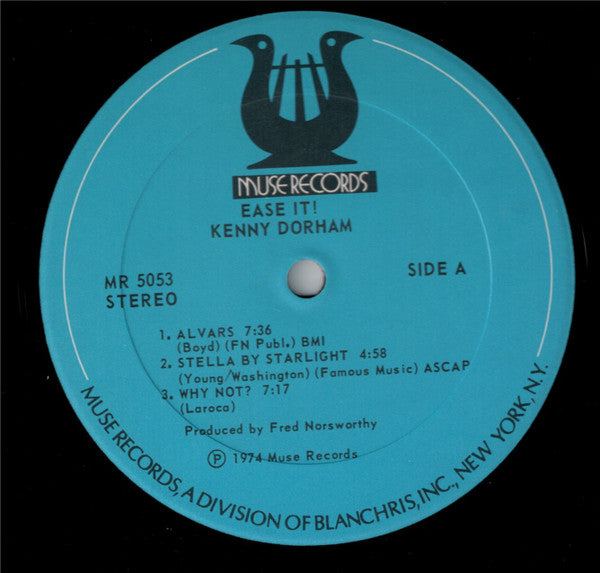 MUSE RECORDS
EASE IT!
KENNY DORHAM
MR 5053
STEREO
SIDE A
1. ALVARS 7:36
(Boyd) (FN Publ.) BMI
2. STELLA BY STARLIGHT 4:58
(Young/Washington) (Famous Music) ASCAP
3. WHY NOT? 7:17
(Laroca)
Produced by Fred Norsworthy
Ⓟ 1974 Muse Records
MUSE RECORDS, A DIVISION OF BLANCHRIS, INC., NEW YORK, N.Y.